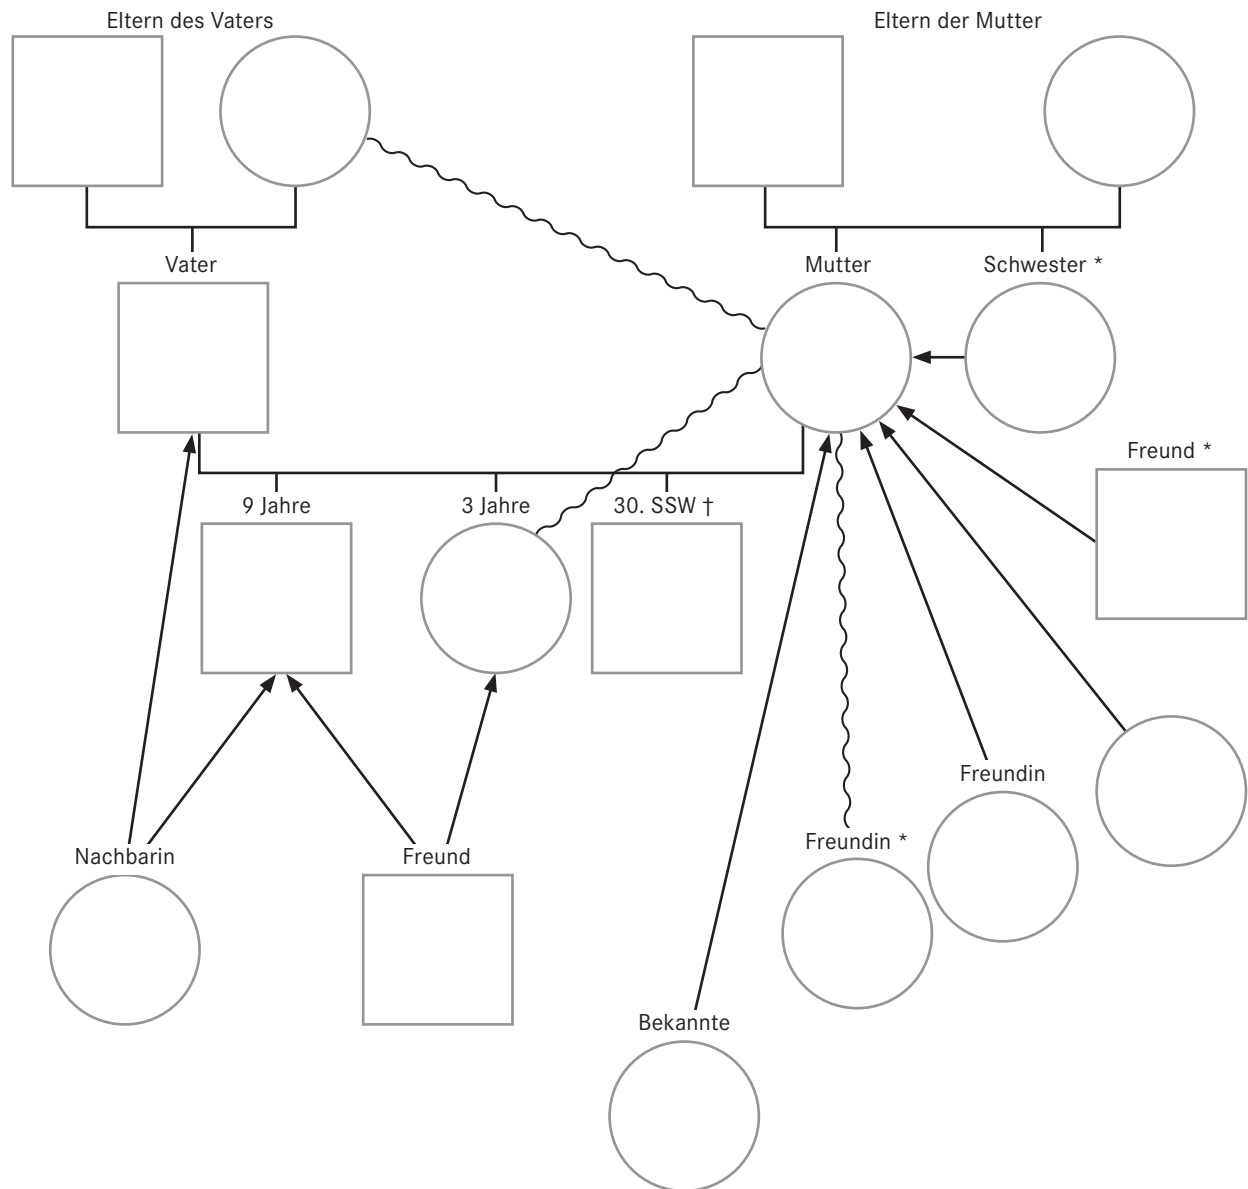 Eltern des Vaters
Eltern der Mutter
Vater
Mutter
Schwester *
Freund *
9 Jahre
3 Jahre
30. SSW †
Freundin
Freundin *
Nachbarin
Freund
Bekannte